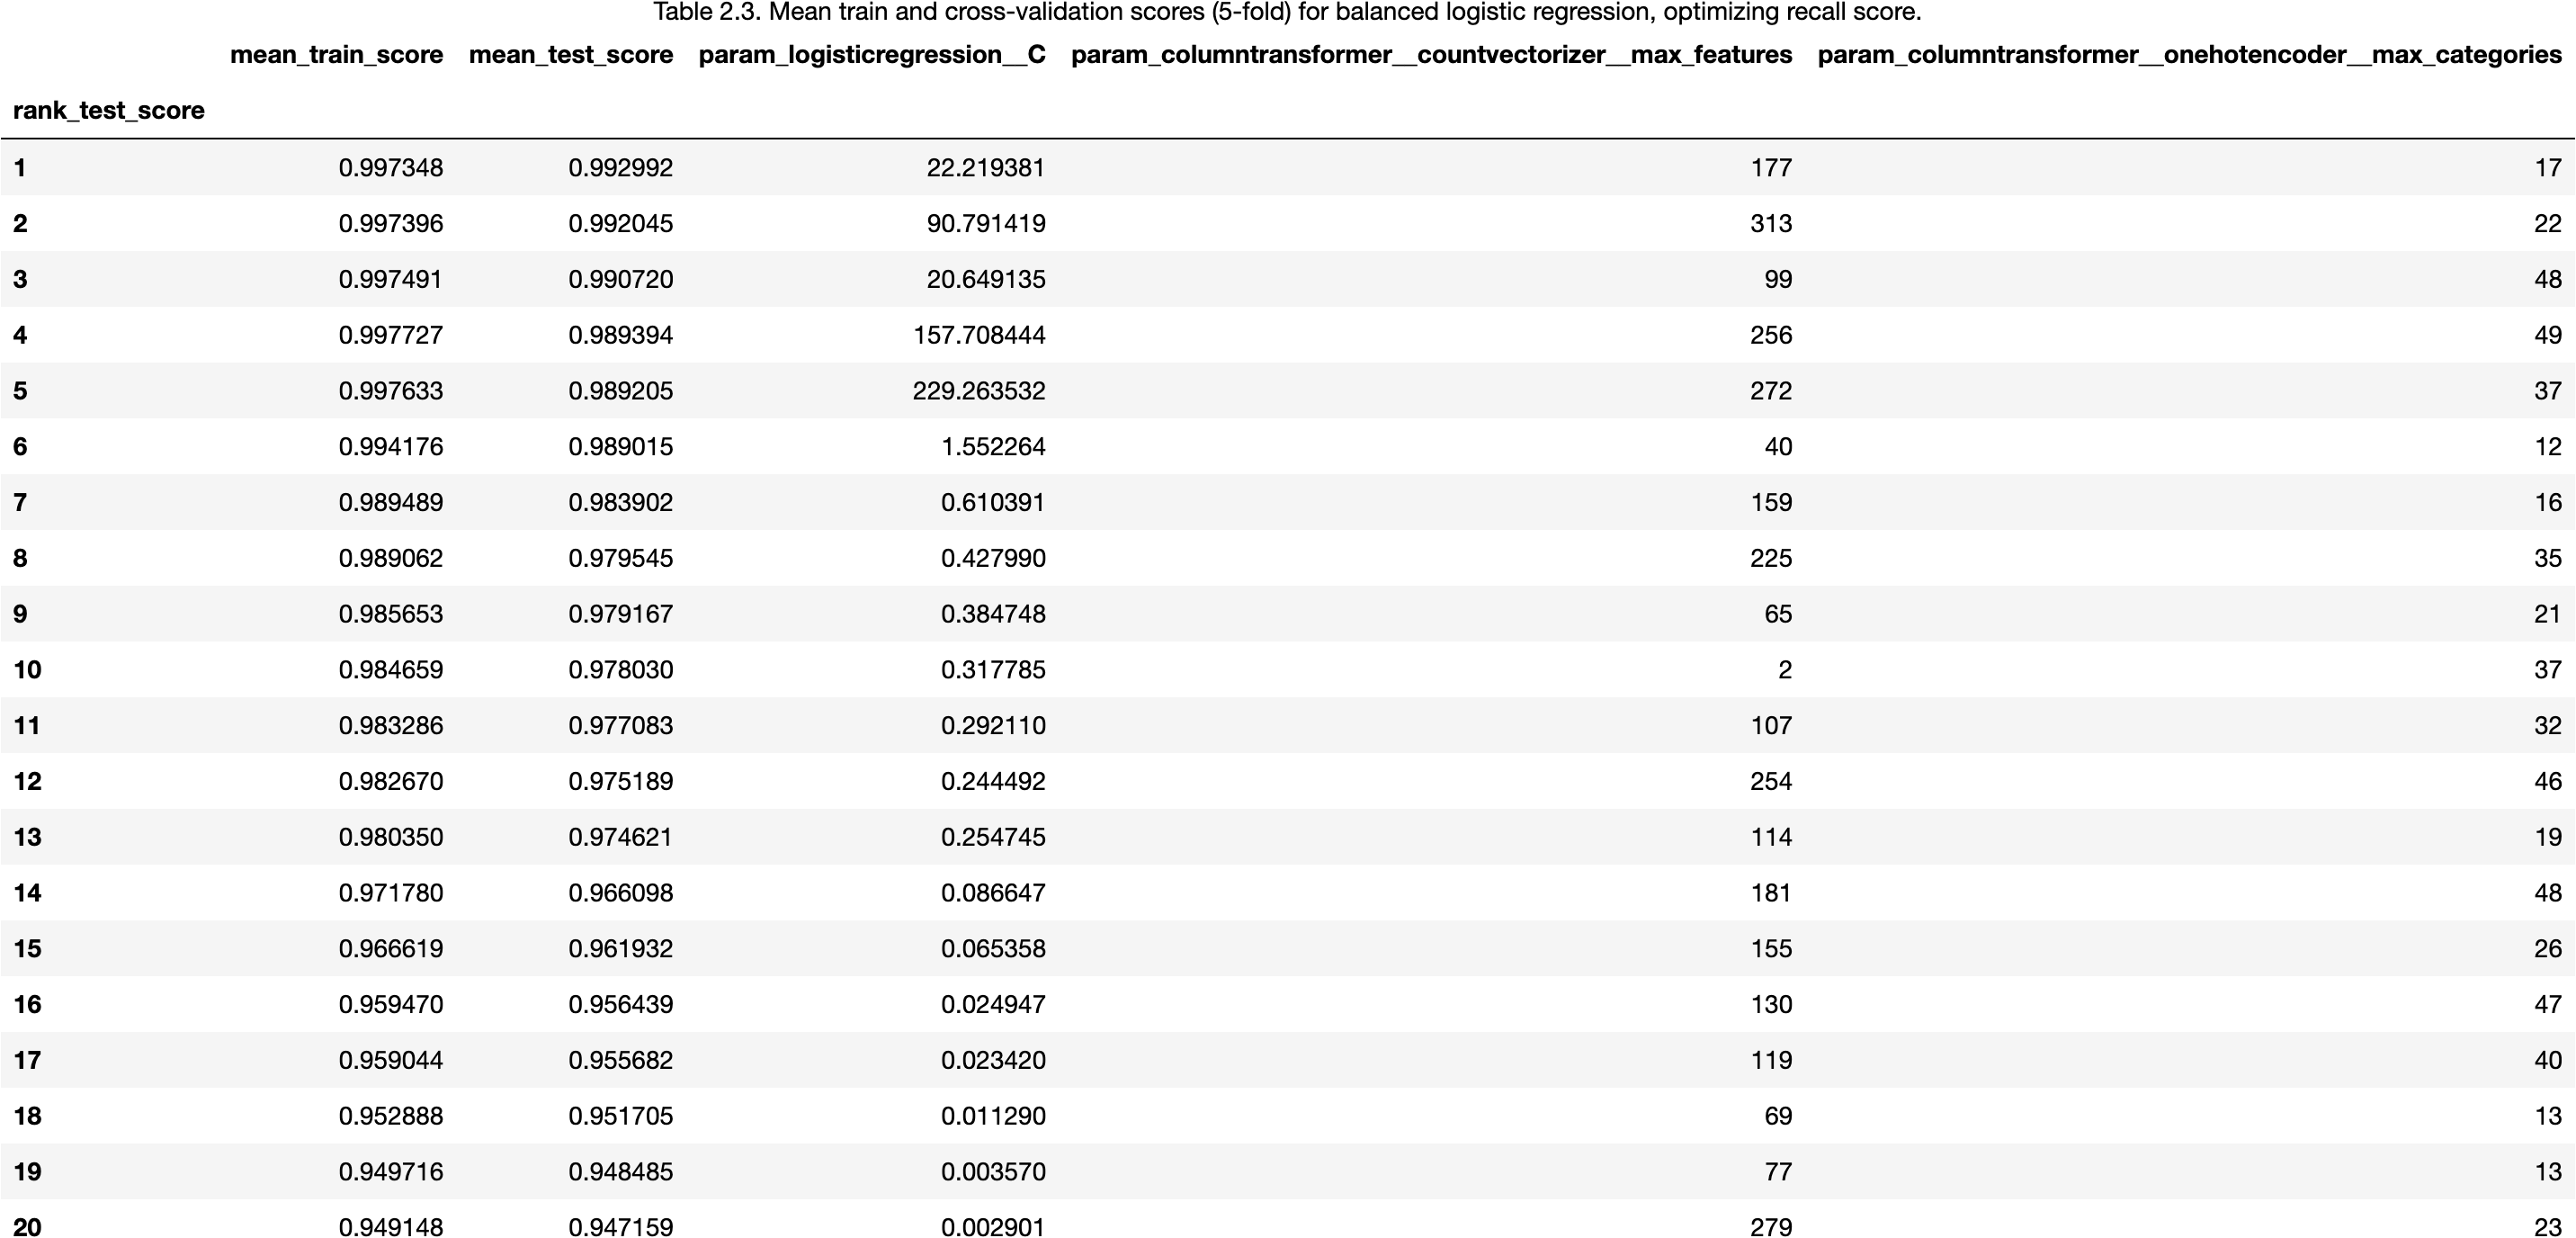 Table 2.3. Mean train and cross-validation scores (5-fold) for balanced logistic regression, optimizing recall score.
mean_train_score mean_test_score param_logisticregression__C param_columntransformer__countvectorizer__max_features param_columntransformer__onehotencoder__max_categories
rank_test_score
1 0.997348 0.992992 22.219381 177 17
2 0.997396 0.992045 90.791419 313 22
3 0.997491 0.990720 20.649135 99 48
4 0.997727 0.989394 157.708444 256 49
5 0.997633 0.989205 229.263532 272 37
6 0.994176 0.989015 1.552264 40 12
7 0.989489 0.983902 0.610391 159 16
8 0.989062 0.979545 0.427990 225 35
9 0.985653 0.979167 0.384748 65 21
10 0.984659 0.978030 0.317785 2 37
11 0.983286 0.977083 0.292110 107 32
12 0.982670 0.975189 0.244492 254 46
13 0.980350 0.974621 0.254745 114 19
14 0.971780 0.966098 0.086647 181 48
15 0.966619 0.961932 0.065358 155 26
16 0.959470 0.956439 0.024947 130 47
17 0.959044 0.955682 0.023420 119 40
18 0.952888 0.951705 0.011290 69 13
19 0.949716 0.948485 0.003570 77 13
20 0.949148 0.947159 0.002901 279 23